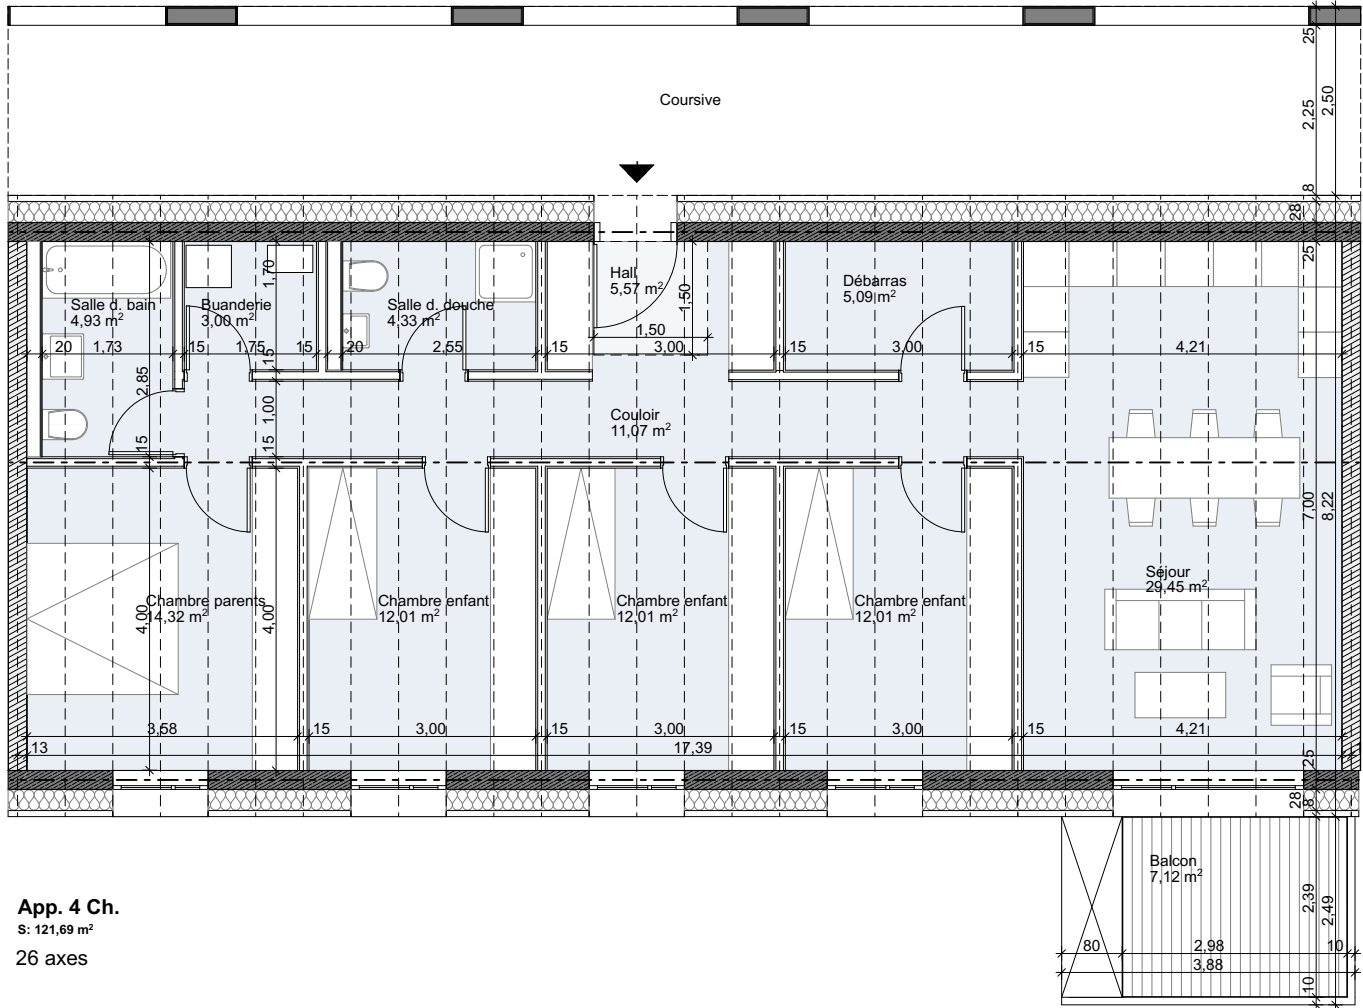 Coursive
25
2,25
2,50
8
28
25
Hall
5,57 m²
1,50
1,50
Débarras
5,09 m²
Salle d. bain
4,93 m²
Buanderie
3,00 m²
1,70
Salle d. douche
4,33 m²
20 1,73 15 1,75 15 20 2,55 15 3,00 15 3,00 15 4,21
15
2,85
1,00
15
15
Couloir
11,07 m²
7,00
8,22
Séjour
29,45 m²
Chambre parents
14,32 m²
4,00
4,00
Chambre enfant
12,01 m²
Chambre enfant
12,01 m²
Chambre enfant
12,01 m²
3,58 15 3,00 15 3,00 15 3,00 15 4,21
13 17,39
25
28
8
Balcon
7,12 m²
2,39
2,49
80 2,98 10
3,88
10
App. 4 Ch.
S: 121,69 m²
26 axes